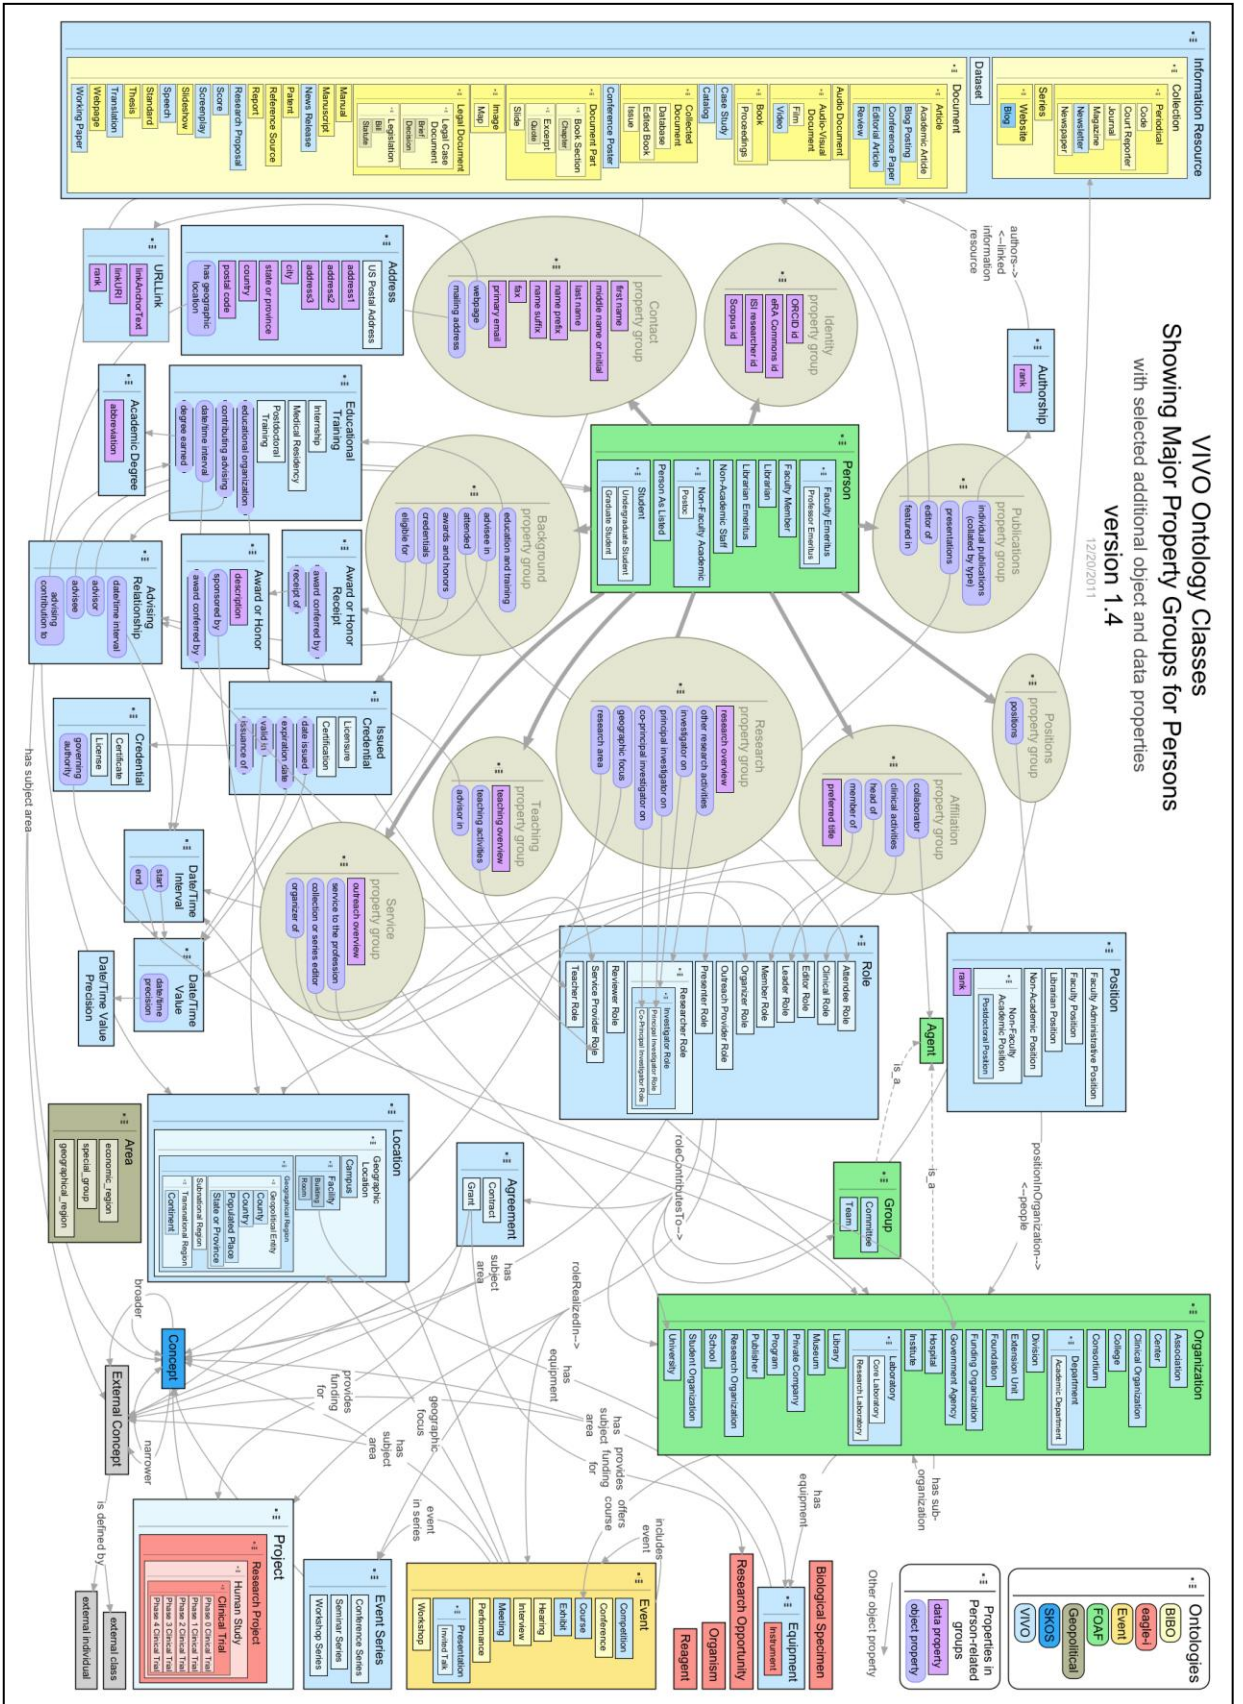 VIVO Ontology Classes
Showing Major Property Groups for Persons
with selected additional object and data properties
version 1.4
12/20/2011
Information Resource
Collection
Periodical
Code
Court Reporter
Journal
Magazine
Newsletter
Newspaper
Series
Website
Blog
Dataset
Document
Article
Academic Article
Blog Posting
Conference Paper
Editorial Article
Review
Audio Document
Audio-Visual
Document
Film
Video
Book
Proceedings
Case Study
Catalog
Collected
Document
Database
Edited Book
Issue
Conference Poster
Document Part
Book Section
Chapter
Excerpt
Quote
Slide
Image
Map
Legal Document
Legal Case
Document
Brief
Decision
Legislation
Bill
Statute
Manual
Manuscript
News Release
Patent
Reference Source
Report
Research Proposal
Score
Screenplay
Slideshow
Speech
Standard
Thesis
Translation
Webpage
Working Paper
authors-->
<--linked
information
resource
Authorship
rank
Publications
property group
individual publications
(collated by type)
presentations
editor of
featured in
Identity
property group
ORCID id
eRA Commons id
ISI researcher id
Scopus id
Contact
property group
first name
middle name or initial
last name
name prefix
name suffix
fax
primary email
webpage
mailing address
Address
US Postal Address
address1
address2
address3
city
state or province
country
postal code
has geographic
location
URLLink
linkAnchorText
linkURI
rank
Person
Faculty Emeritus
Professor Emeritus
Faculty Member
Librarian
Librarian Emeritus
Non-Academic Staff
Non-Faculty Academic
Postoc
Person As Listed
Student
Undergraduate Student
Graduate Student
Background
property group
education and training
advisee in
attended
awards and honors
credentials
eligible for
Educational
Training
Internship
Medical Residency
Postdoctoral
Training
educational organization
contributing advising
date/time interval
degree earned
Academic Degree
abbreviation
Award or Honor
Receipt
award conferred by
receipt of
Award or Honor
description
sponsored by
award conferred by
Advising
Relationship
date/time interval
advisor
advisee
advising
contribution to
Positions
property group
positions
Affiliation
property group
collaborator
clinical activities
head of
member of
preferred title
Research
property group
research overview
other research activities
investigator on
principal investigator on
co-principal investigator on
geographic focus
research area
Teaching
property group
teaching overview
teaching activities
advisor in
Service
property group
outreach overview
service to the profession
collection or series editor
organizer of
Issued
Credential
Licensure
Certification
date issued
expiration date
valid in
issuance of
Credential
Certificate
License
governing
authority
has subject area
Date/Time
Interval
start
end
Date/Time
Value
date/time
precision
Date/Time Value
Precision
Position
Faculty Administrative Position
Faculty Position
Librarian Position
Non-Academic Position
Non-Faculty
Academic Position
Postdoctoral Position
rank
Agent
is_a
is_a
Role
Attendee Role
Clinical Role
Editor Role
Leader Role
Member Role
Organizer Role
Outreach Provider Role
Presenter Role
Researcher Role
Investigator Role
Principal Investigator Role
Co-Principal Investigator Role
Reviewer Role
Service Provider Role
Teacher Role
positionInOrganization-->
<--people
Group
Committee
Team
roleContributesTo-->
roleRealizedIn-->
Agreement
Contract
Grant
Location
Geographic
Location
Campus
Facility
Building
Room
Geographical Region
Geopolitical Entity
County
Country
Populated Place
State or Province
Subnational Region
Transnational Region
Continent
Area
economic_region
special_group
geographical_region
Organization
Association
Center
Clinical Organization
College
Consortium
Department
Academic Department
Division
Extension Unit
Foundation
Funding Organization
Government Agency
Hospital
Institute
Laboratory
Core Laboratory
Research Laboratory
Library
Museum
Private Company
Program
Publisher
Research Organization
School
Student Organization
University
has sub-
organization
has
equipment
has
subject
area
has
equipment
has
subject
area
provides
funding
for
offers
course
includes
event
geographic
focus
has
subject
area
event
in series
provides
funding
for
broader
Concept
External Concept
narrower
is defined by
external class
external individual
Project
Research Project
Human Study
Clinical Trial
Phase 0 Clinical Trial
Phase 1 Clinical Trial
Phase 2 Clinical Trial
Phase 3 Clinical Trial
Phase 4 Clinical Trial
Event Series
Conference Series
Seminar Series
Workshop Series
Event
Competition
Conference
Course
Exhibit
Hearing
Interview
Meeting
Performance
Presentation
Invited Talk
Workshop
Biological Specimen
Equipment
Instrument
Research Opportunity
Organism
Reagent
Ontologies
BIBO
eagle-i
Event
FOAF
Geopolitical
SKOS
VIVO
Properties in
Person-related
groups
data property
object property
Other object property